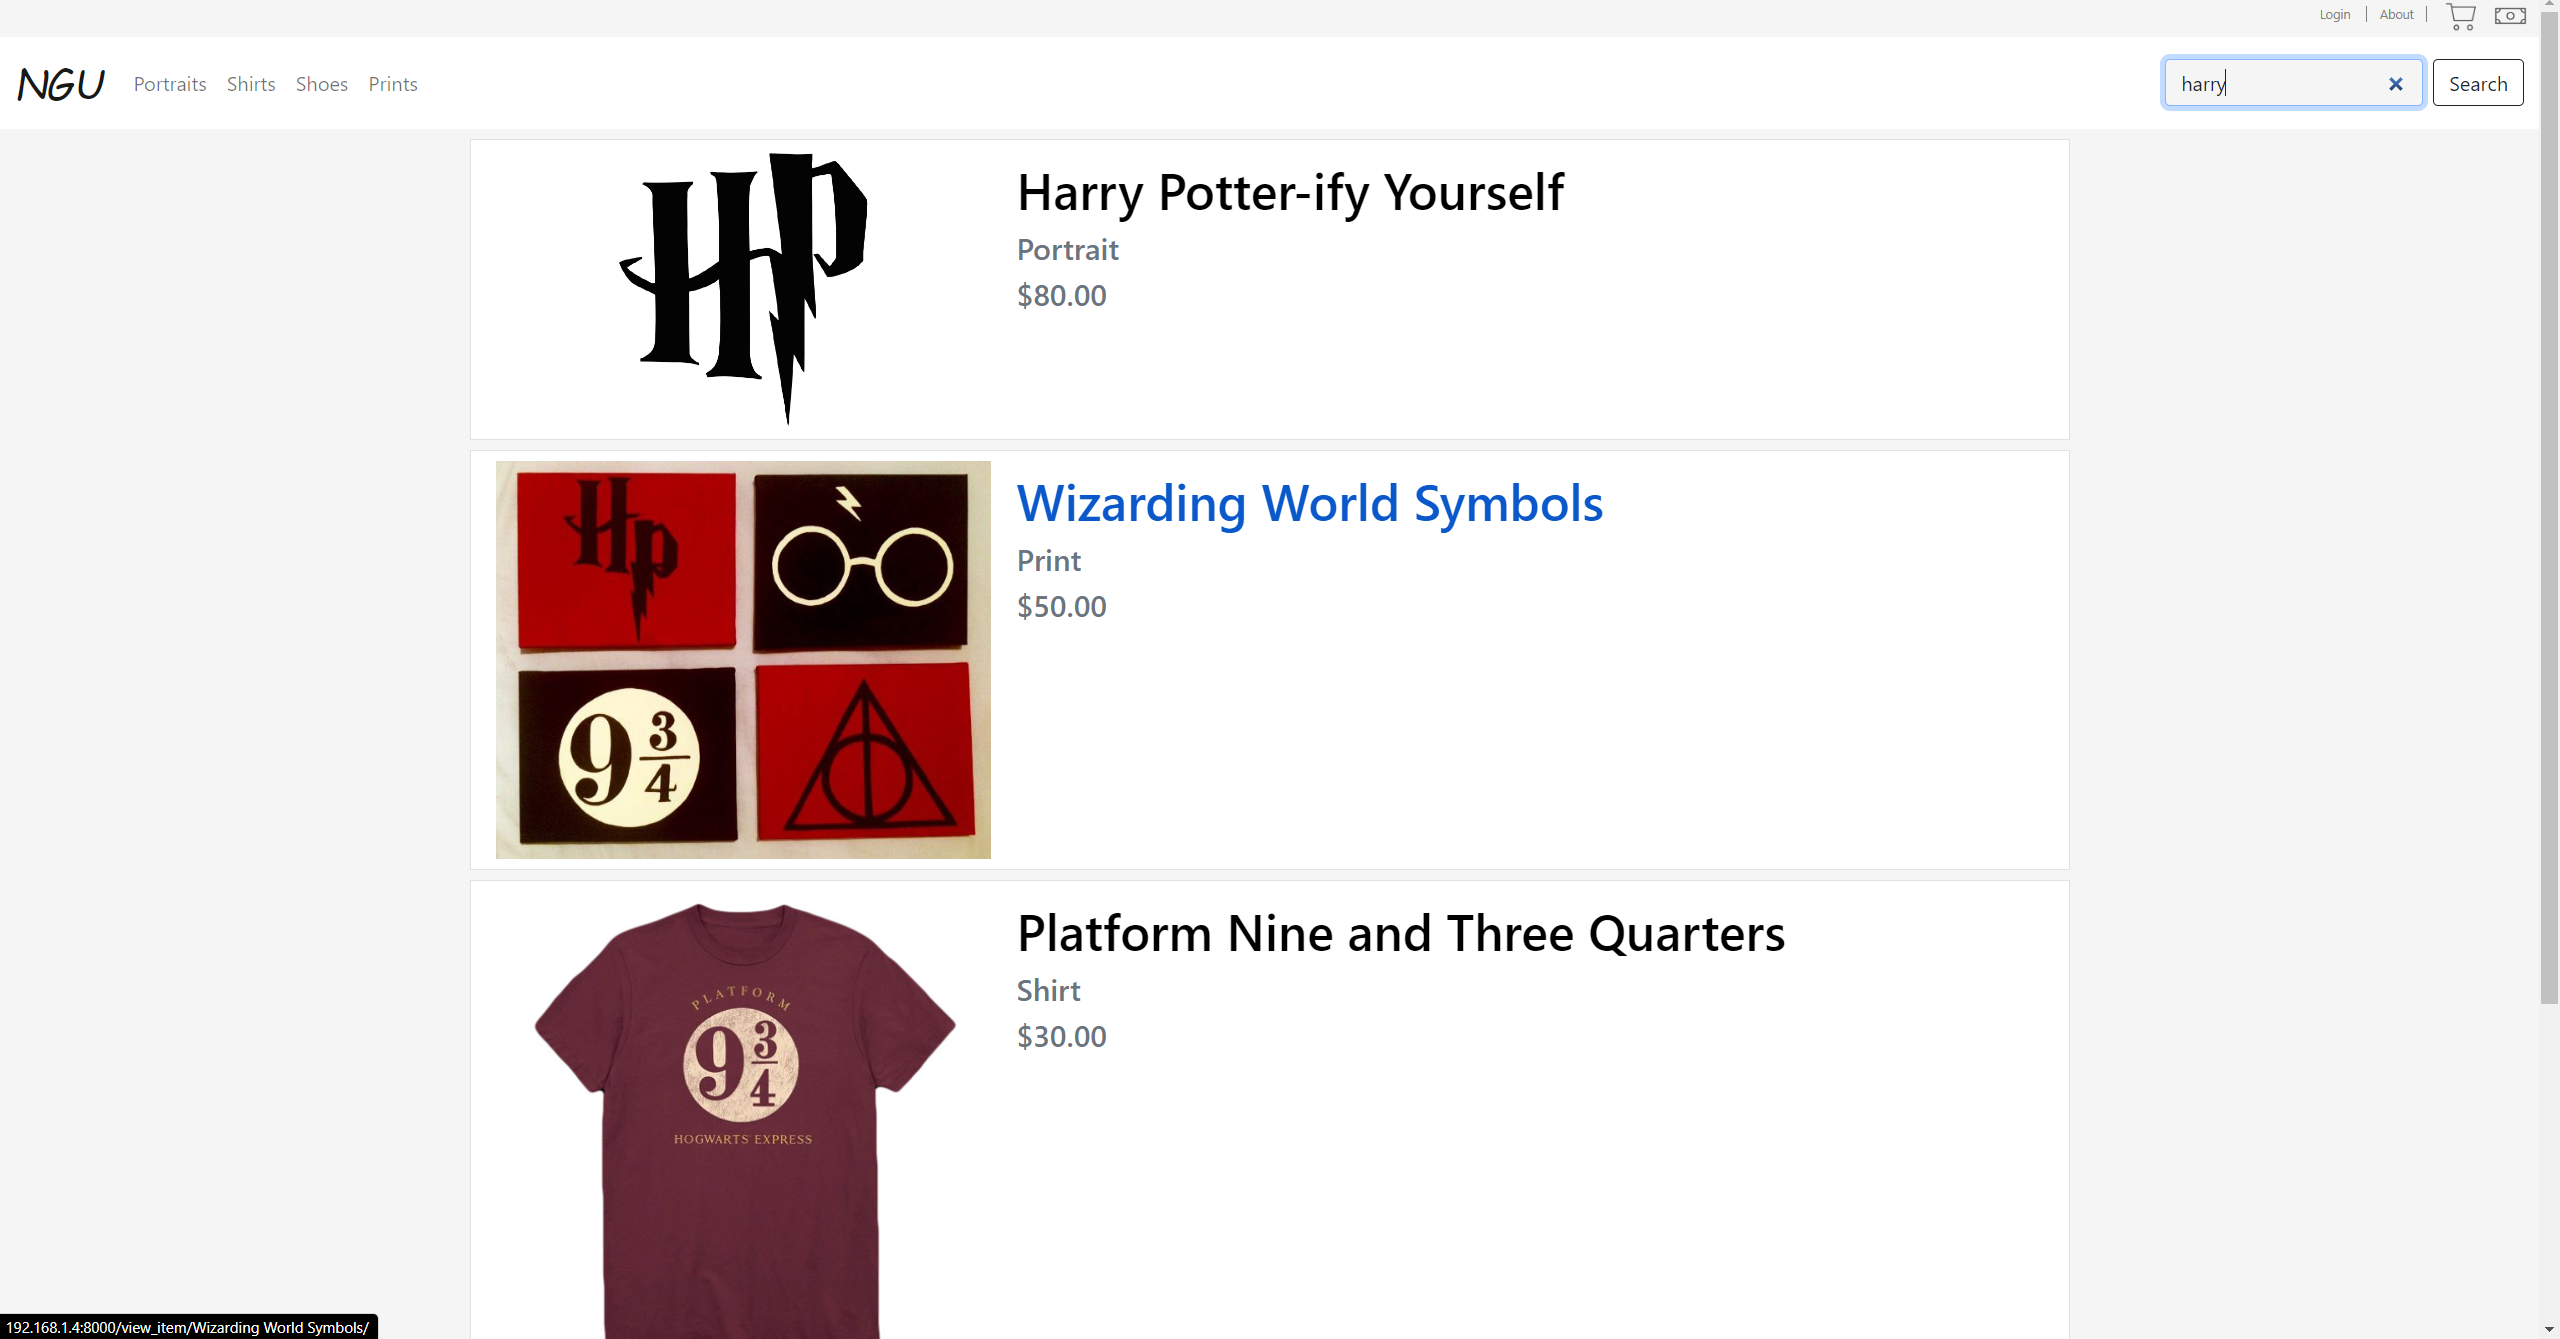 Login | About |
NGU Portraits Shirts Shoes Prints harry Search
HP
Harry Potter-ify Yourself
Portrait
$80.00
HP
9 3/4
Wizarding World Symbols
Print
$50.00
PLATFORM
9 3/4
HOGWARTS EXPRESS
Platform Nine and Three Quarters
Shirt
$30.00
192.168.1.4:8000/view_item/Wizarding World Symbols/